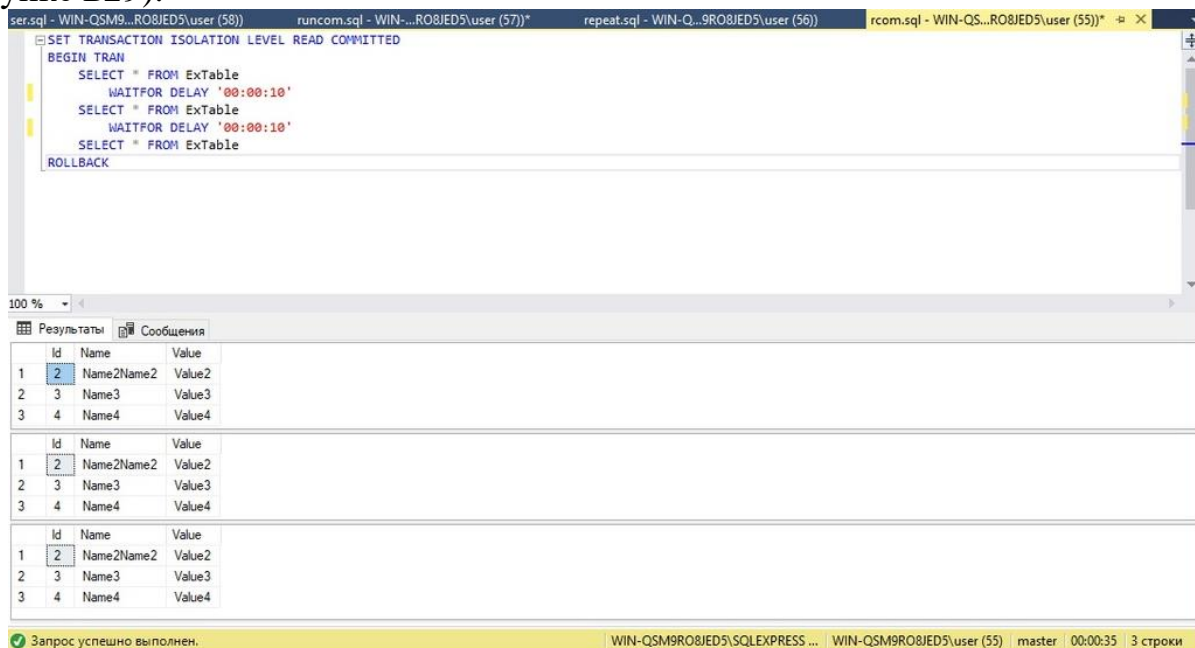 ser.sql - WIN-QSM9...RO8JED5\user (58))    runcom.sql - WIN-...RO8JED5\user (57))*    repeat.sql - WIN-Q...9RO8JED5\user (56))    rcom.sql - WIN-QS...RO8JED5\user (55))*
SET TRANSACTION ISOLATION LEVEL READ COMMITTED
BEGIN TRAN
SELECT * FROM ExTable
WAITFOR DELAY '00:00:10'
SELECT * FROM ExTable
WAITFOR DELAY '00:00:10'
SELECT * FROM ExTable
ROLLBACK
100 %
Результаты    Сообщения
Id Name Value
1 2 Name2Name2 Value2
2 3 Name3 Value3
3 4 Name4 Value4
Id Name Value
1 2 Name2Name2 Value2
2 3 Name3 Value3
3 4 Name4 Value4
Id Name Value
1 2 Name2Name2 Value2
2 3 Name3 Value3
3 4 Name4 Value4
Запрос успешно выполнен.    WIN-QSM9RO8JED5\SQLEXPRESS ...    WIN-QSM9RO8JED5\user (55)    master    00:00:35    3 строки